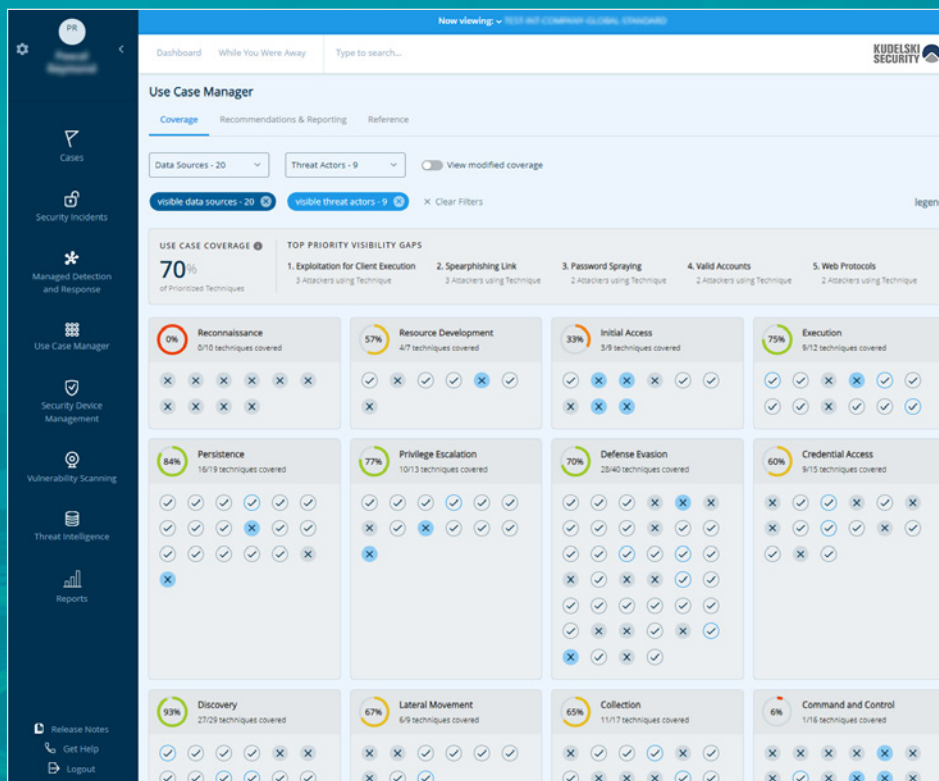 Now viewing:
PR
Dashboard
While You Were Away
Type to search...
KUDELSKI
SECURITY
Cases
Security Incidents
Managed Detection
and Response
Use Case Manager
Security Device
Management
Vulnerability Scanning
Threat Intelligence
Reports
Release Notes
Get Help
Logout
Use Case Manager
Coverage
Recommendations & Reporting
Reference
Data Sources - 20
Threat Actors - 9
View modified coverage
visible data sources - 20
visible threat actors - 9
Clear Filters
legen
USE CASE COVERAGE
70%
of Prioritized Techniques
TOP PRIORITY VISIBILITY GAPS
1. Exploitation for Client Execution
3 Attackers using Technique
2. Spearphishing Link
3 Attackers using Technique
3. Password Spraying
2 Attackers using Technique
4. Valid Accounts
2 Attackers using Technique
5. Web Protocols
2 Attackers using Technique
0%
Reconnaissance
0/10 techniques covered
57%
Resource Development
4/7 techniques covered
33%
Initial Access
3/9 techniques covered
75%
Execution
9/12 techniques covered
84%
Persistence
16/19 techniques covered
77%
Privilege Escalation
10/13 techniques covered
70%
Defense Evasion
28/40 techniques covered
60%
Credential Access
9/15 techniques covered
93%
Discovery
27/29 techniques covered
67%
Lateral Movement
6/9 techniques covered
65%
Collection
11/17 techniques covered
6%
Command and Control
1/16 techniques covered